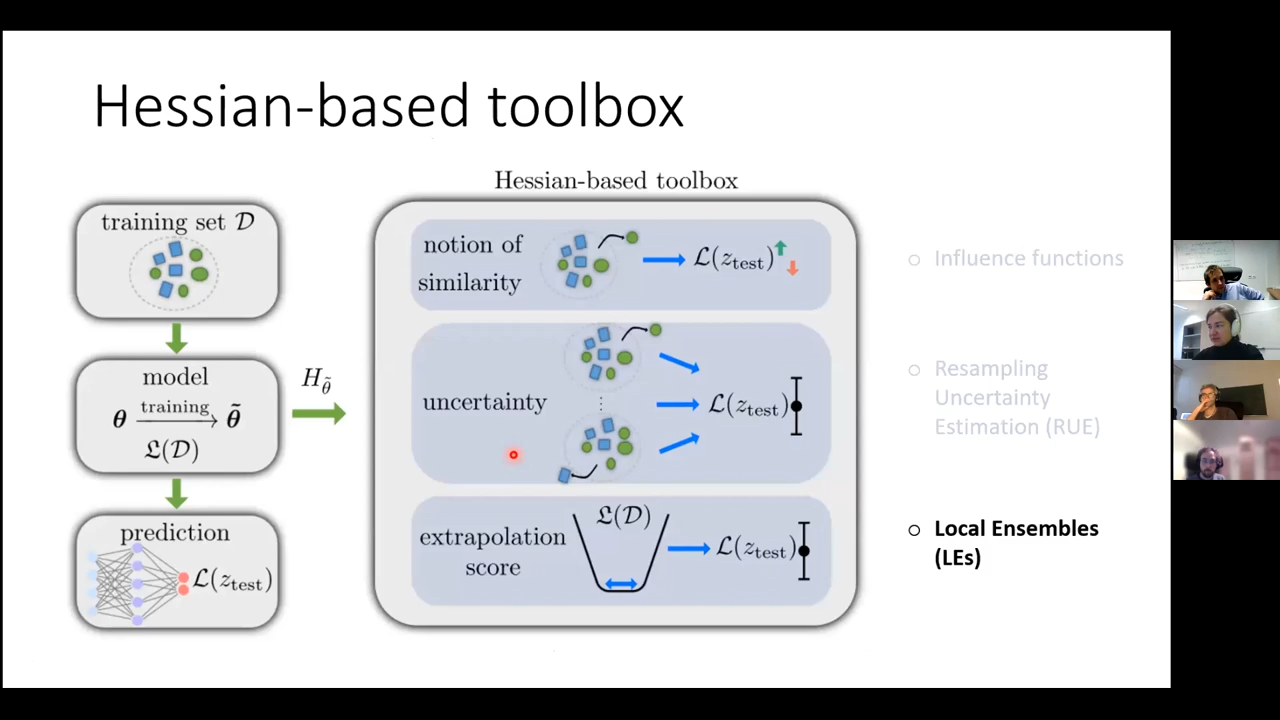 Hessian-based toolbox
Hessian-based toolbox
training set 𝒟
model
θ training→ θ̃
𝔏(𝒟)
prediction
ℒ(z_test)
H_θ̃
notion of
similarity
ℒ(z_test)
uncertainty
⋮
ℒ(z_test)
extrapolation
score
𝔏(𝒟)
ℒ(z_test)
○ Influence functions
○ Resampling
Uncertainty
Estimation (RUE)
○ Local Ensembles
(LEs)